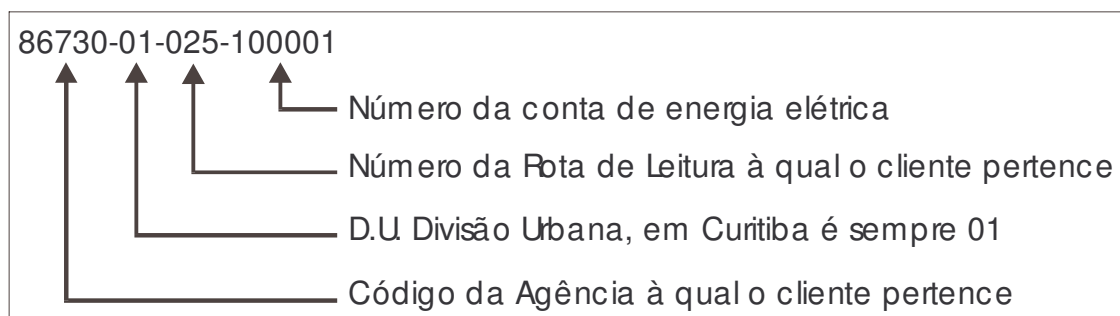 86730-01-025-100001
Número da conta de energia elétrica
Número da Rota de Leitura à qual o cliente pertence
D.U. Divisão Urbana, em Curitiba é sempre 01
Código da Agência à qual o cliente pertence